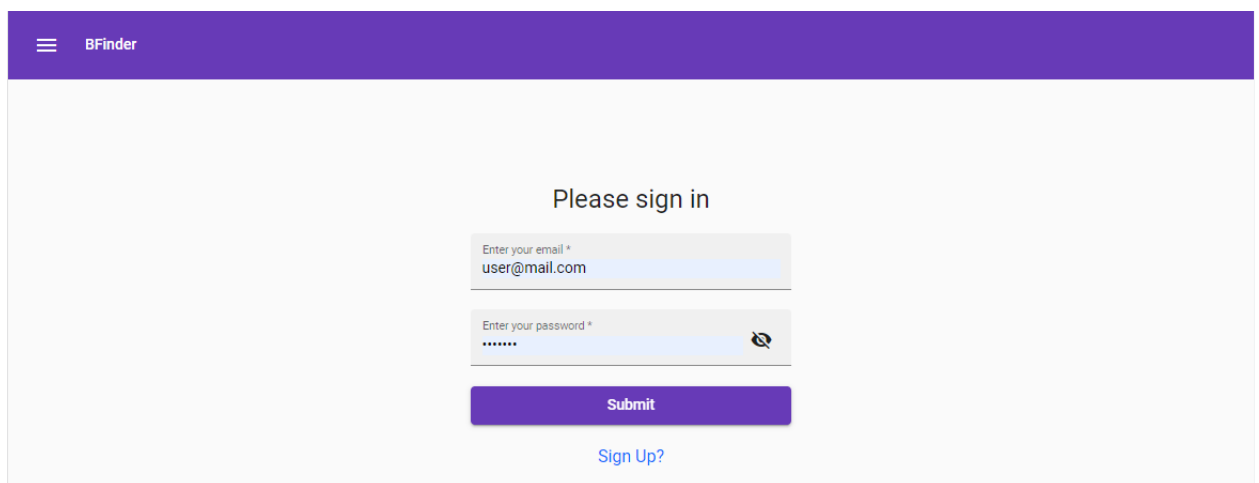 BFinder
Please sign in
Enter your email *
user@mail.com
Enter your password *
•••••••
Submit
Sign Up?